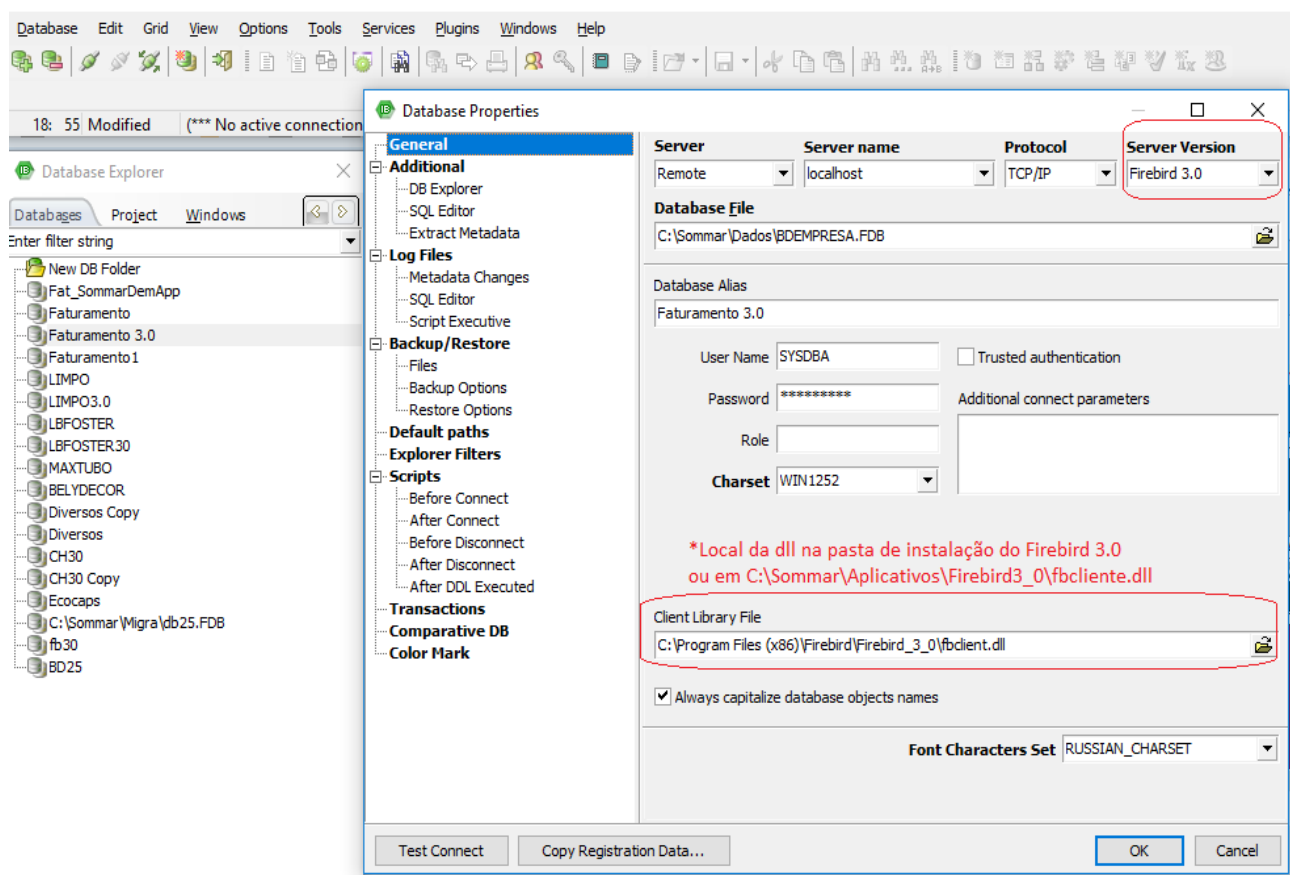 Database Edit Grid View Options Tools Services Plugins Windows Help
18: 55 Modified (*** No active connection
Database Explorer
Databases Project Windows
Enter filter string
New DB Folder
Fat_SommarDemApp
Faturamento
Faturamento 3.0
Faturamento1
LIMPO
LIMPO3.0
LBFOSTER
LBFOSTER30
MAXTUBO
BELYDECOR
Diversos Copy
Diversos
CH30
CH30 Copy
Ecocaps
C:\Sommar\Migra\db25.FDB
fb30
BD25
Database Properties
General
Additional
DB Explorer
SQL Editor
Extract Metadata
Log Files
Metadata Changes
SQL Editor
Script Executive
Backup/Restore
Files
Backup Options
Restore Options
Default paths
Explorer Filters
Scripts
Before Connect
After Connect
Before Disconnect
After Disconnect
After DDL Executed
Transactions
Comparative DB
Color Mark
Server Server name Protocol Server Version
Remote localhost TCP/IP Firebird 3.0
Database File
C:\Sommar\Dados\BDEMPRESA.FDB
Database Alias
Faturamento 3.0
User Name SYSDBA Trusted authentication
Password ********* Additional connect parameters
Role
Charset WIN1252
*Local da dll na pasta de instalação do Firebird 3.0
ou em C:\Sommar\Aplicativos\Firebird3_0\fbcliente.dll
Client Library File
C:\Program Files (x86)\Firebird\Firebird_3_0\fbclient.dll
Always capitalize database objects names
Font Characters Set RUSSIAN_CHARSET
Test Connect Copy Registration Data... OK Cancel